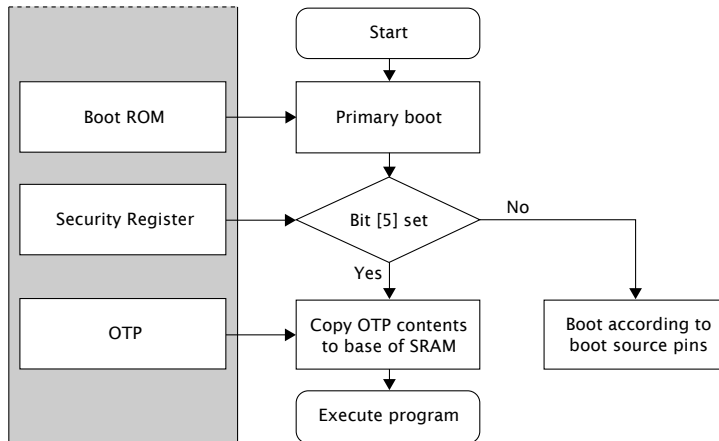 Start
Boot ROM
Primary boot
Security Register
Bit [5] set
No
Yes
OTP
Copy OTP contents
to base of SRAM
Boot according to
boot source pins
Execute program